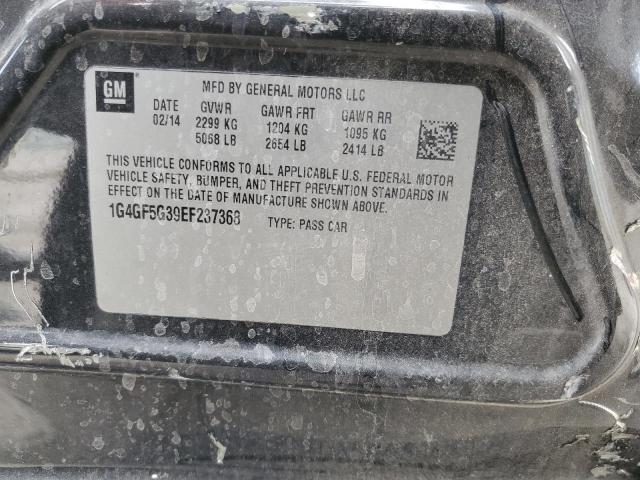 GM
MFD BY GENERAL MOTORS LLC
DATE GVWR GAWR FRT GAWR RR
02/14 2299 KG 1204 KG 1095 KG
5068 LB 2654 LB 2414 LB
THIS VEHICLE CONFORMS TO ALL APPLICABLE U.S. FEDERAL MOTOR
VEHICLE SAFETY, BUMPER, AND THEFT PREVENTION STANDARDS IN
EFFECT ON THE DATE OF MANUFACTURE SHOWN ABOVE.
1G4GF5G39EF237368 TYPE: PASS CAR